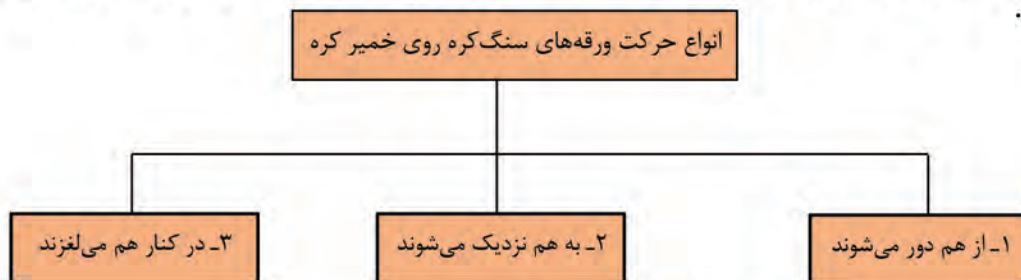 انواع حرکت ورقه‌های سنگ‌کره روی خمیر کره
۱ـ از هم دور می‌شوند
۲ـ به هم نزدیک می‌شوند
۳ـ در کنار هم می‌لغزند